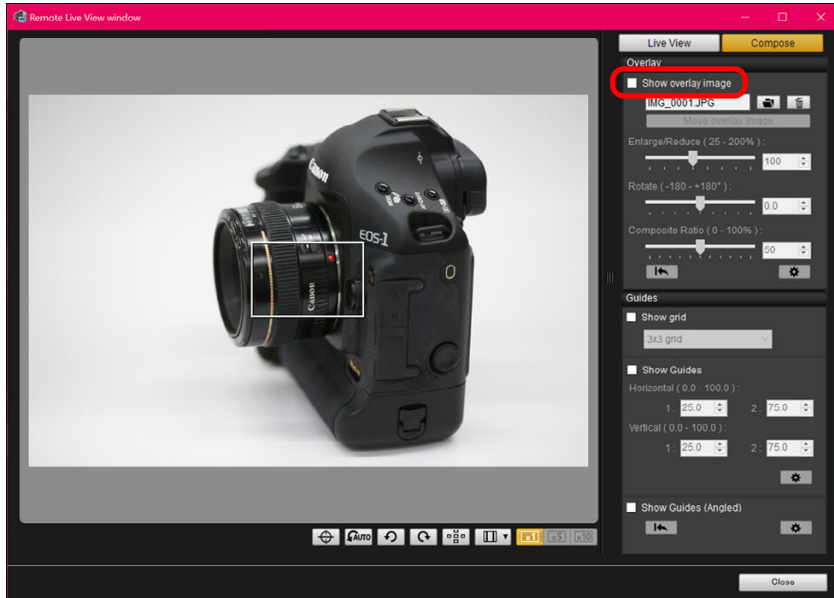 Remote Live View window
Live View
Compose
Overlay
Show overlay image
IMG_0001.JPG
Move overlay image
Enlarge/Reduce ( 25 - 200% ) :
100
Rotate ( -180 - +180° ) :
0.0
Composite Ratio ( 0 - 100% ) :
50
Guides
Show grid
3x3 grid
Show Guides
Horizontal ( 0.0 - 100.0 ) :
1 : 25.0 2 : 75.0
Vertical ( 0.0 - 100.0 ) :
1 : 25.0 2 : 75.0
Show Guides (Angled)
Canon
EOS-1
Canon
AUTO
x1 x5 x10
Close